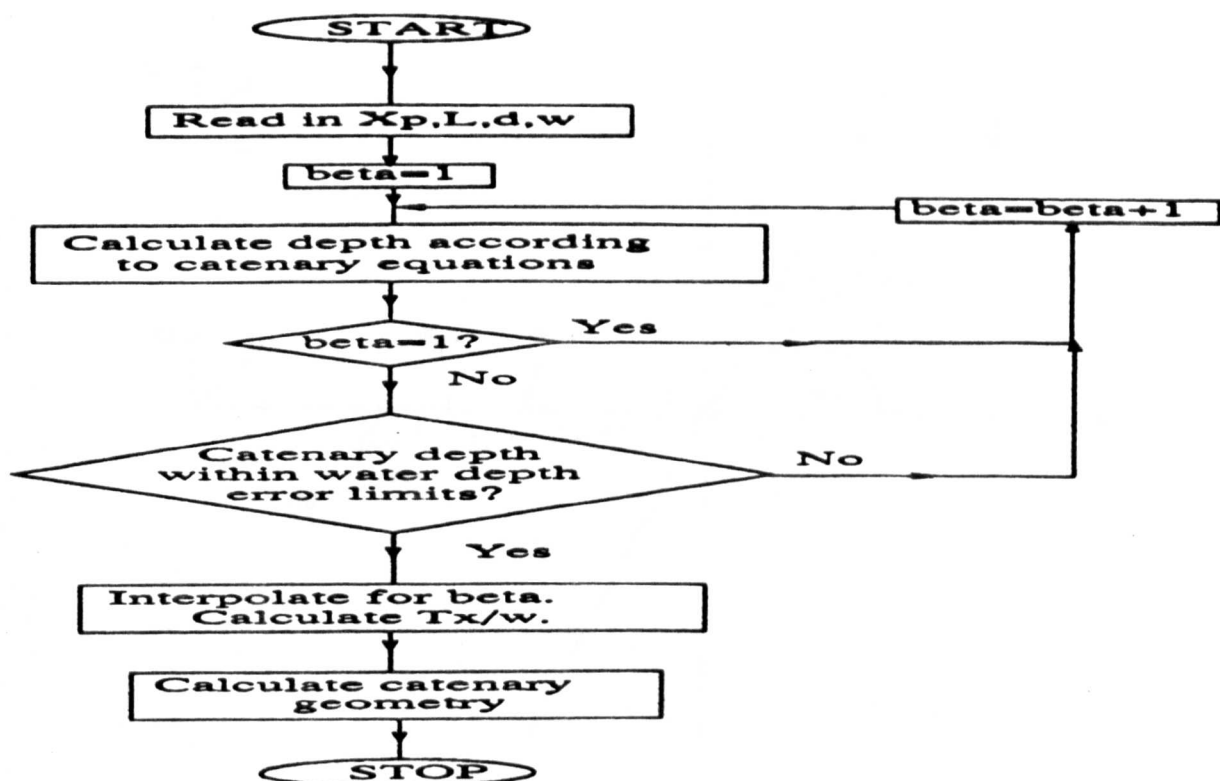 START
Read in Xp,L,d,w
beta=1
beta=beta+1
Calculate depth according
to catenary equations
beta=1?
Yes
No
Catenary depth
within water depth
error limits?
No
Yes
Interpolate for beta.
Calculate Tx/w.
Calculate catenary
geometry
STOP